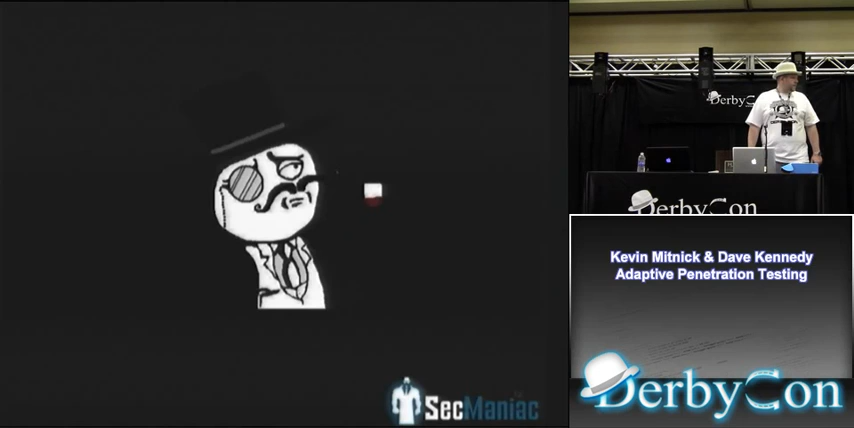 SecManiac
DerbyCon
DerbyCon
Kevin Mitnick & Dave Kennedy
Adaptive Penetration Testing
DerbyCon